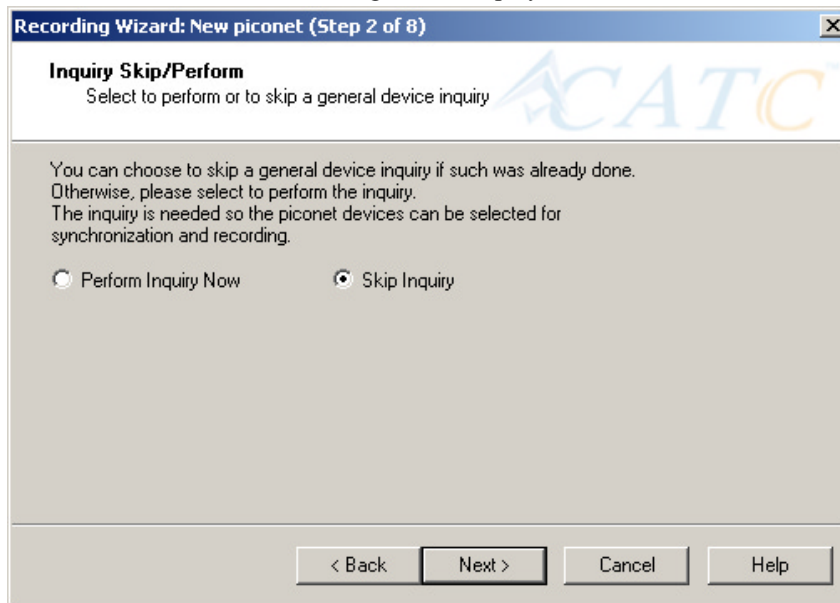 Recording Wizard: New piconet (Step 2 of 8)
Inquiry Skip/Perform
Select to perform or to skip a general device inquiry
CATC
You can choose to skip a general device inquiry if such was already done.
Otherwise, please select to perform the inquiry.
The inquiry is needed so the piconet devices can be selected for
synchronization and recording.
Perform Inquiry Now
Skip Inquiry
< Back
Next >
Cancel
Help